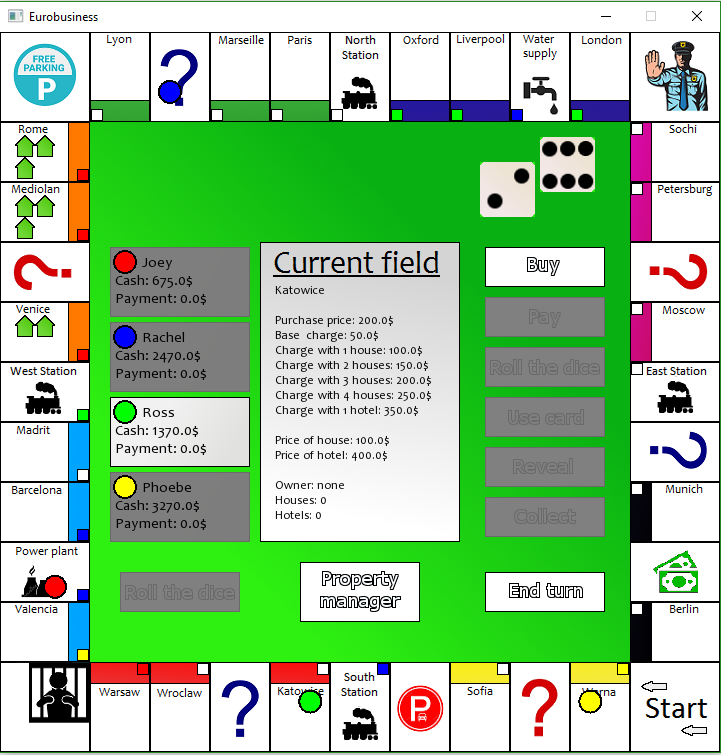 Eurobusiness
FREE
PARKING
P
Lyon
?
Marseille
Paris
North
Station
Oxford
Liverpool
Water
supply
London
Rome
Mediolan
?
Venice
West Station
Madrit
Barcelona
Power plant
Valencia
Sochi
Petersburg
?
Moscow
East Station
?
Munich
Berlin
Joey
Cash: 675.0$
Payment: 0.0$
Rachel
Cash: 2470.0$
Payment: 0.0$
Ross
Cash: 1370.0$
Payment: 0.0$
Phoebe
Cash: 3270.0$
Payment: 0.0$
Current field
Katowice
Purchase price: 200.0$
Base charge: 50.0$
Charge with 1 house: 100.0$
Charge with 2 houses: 150.0$
Charge with 3 houses: 200.0$
Charge with 4 houses: 250.0$
Charge with 1 hotel: 350.0$
Price of house: 100.0$
Price of hotel: 400.0$
Owner: none
Houses: 0
Hotels: 0
Buy
Pay
Roll the dice
Use card
Reveal
Collect
Roll the dice
Property
manager
End turn
Warsaw
Wroclaw
?
Katowice
South
Station
P
Sofia
?
Varna
Start